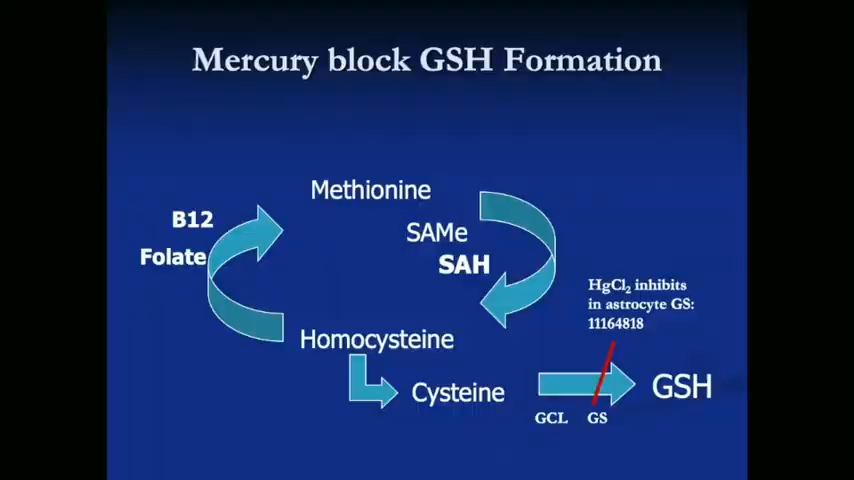 Mercury block GSH Formation
Methionine
B12
SAMe
Folate
SAH
HgCl₂ inhibits
in astrocyte GS:
11164818
Homocysteine
Cysteine
GSH
GCL
GS